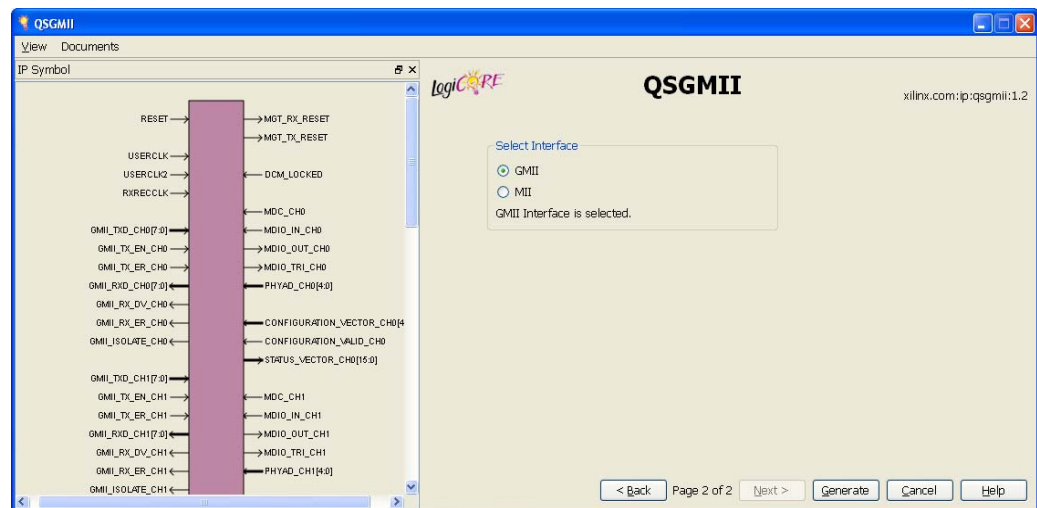 QSGMII
View Documents
IP Symbol
RESET
USERCLK
USERCLK2
RXRECCLK
GMII_TXD_CH0[7:0]
GMII_TX_EN_CH0
GMII_TX_ER_CH0
GMII_RXD_CH0[7:0]
GMII_RX_DV_CH0
GMII_RX_ER_CH0
GMII_ISOLATE_CH0
GMII_TXD_CH1[7:0]
GMII_TX_EN_CH1
GMII_TX_ER_CH1
GMII_RXD_CH1[7:0]
GMII_RX_DV_CH1
GMII_RX_ER_CH1
GMII_ISOLATE_CH1
MGT_RX_RESET
MGT_TX_RESET
DCM_LOCKED
MDC_CH0
MDIO_IN_CH0
MDIO_OUT_CH0
MDIO_TRI_CH0
PHYAD_CH0[4:0]
CONFIGURATION_VECTOR_CH0[4
CONFIGURATION_VALID_CH0
STATUS_VECTOR_CH0[15:0]
MDC_CH1
MDIO_IN_CH1
MDIO_OUT_CH1
MDIO_TRI_CH1
PHYAD_CH1[4:0]
LogiCORE
QSGMII
xilinx.com:ip:qsgmii:1.2
Select Interface
GMII
MII
GMII Interface is selected.
< Back Page 2 of 2 Next > Generate Cancel Help